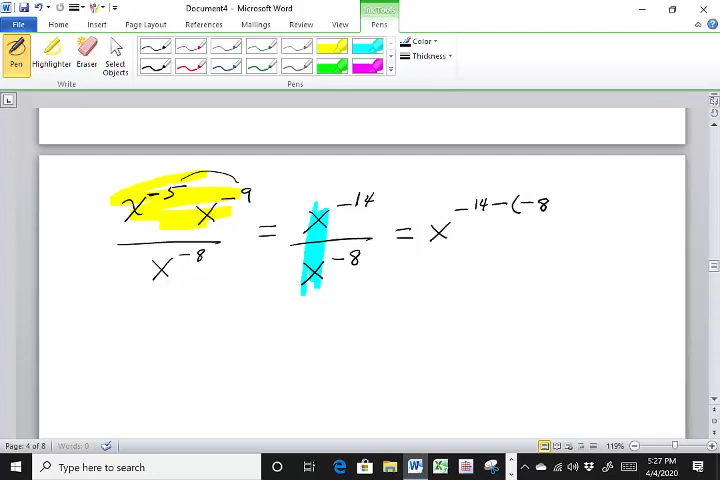 Document4 - Microsoft Word
InkTools
File Home Insert Page Layout References Mailings Review View Pens
Color
Thickness
Pen Highlighter Eraser Select Objects
Write Pens
x^{-5} x^{-9} / x^{-8} = x^{-14} / x^{-8} = x^{-14-(-8}
Page: 4 of 8 Words: 0 119%
Type here to search
5:27 PM
4/4/2020